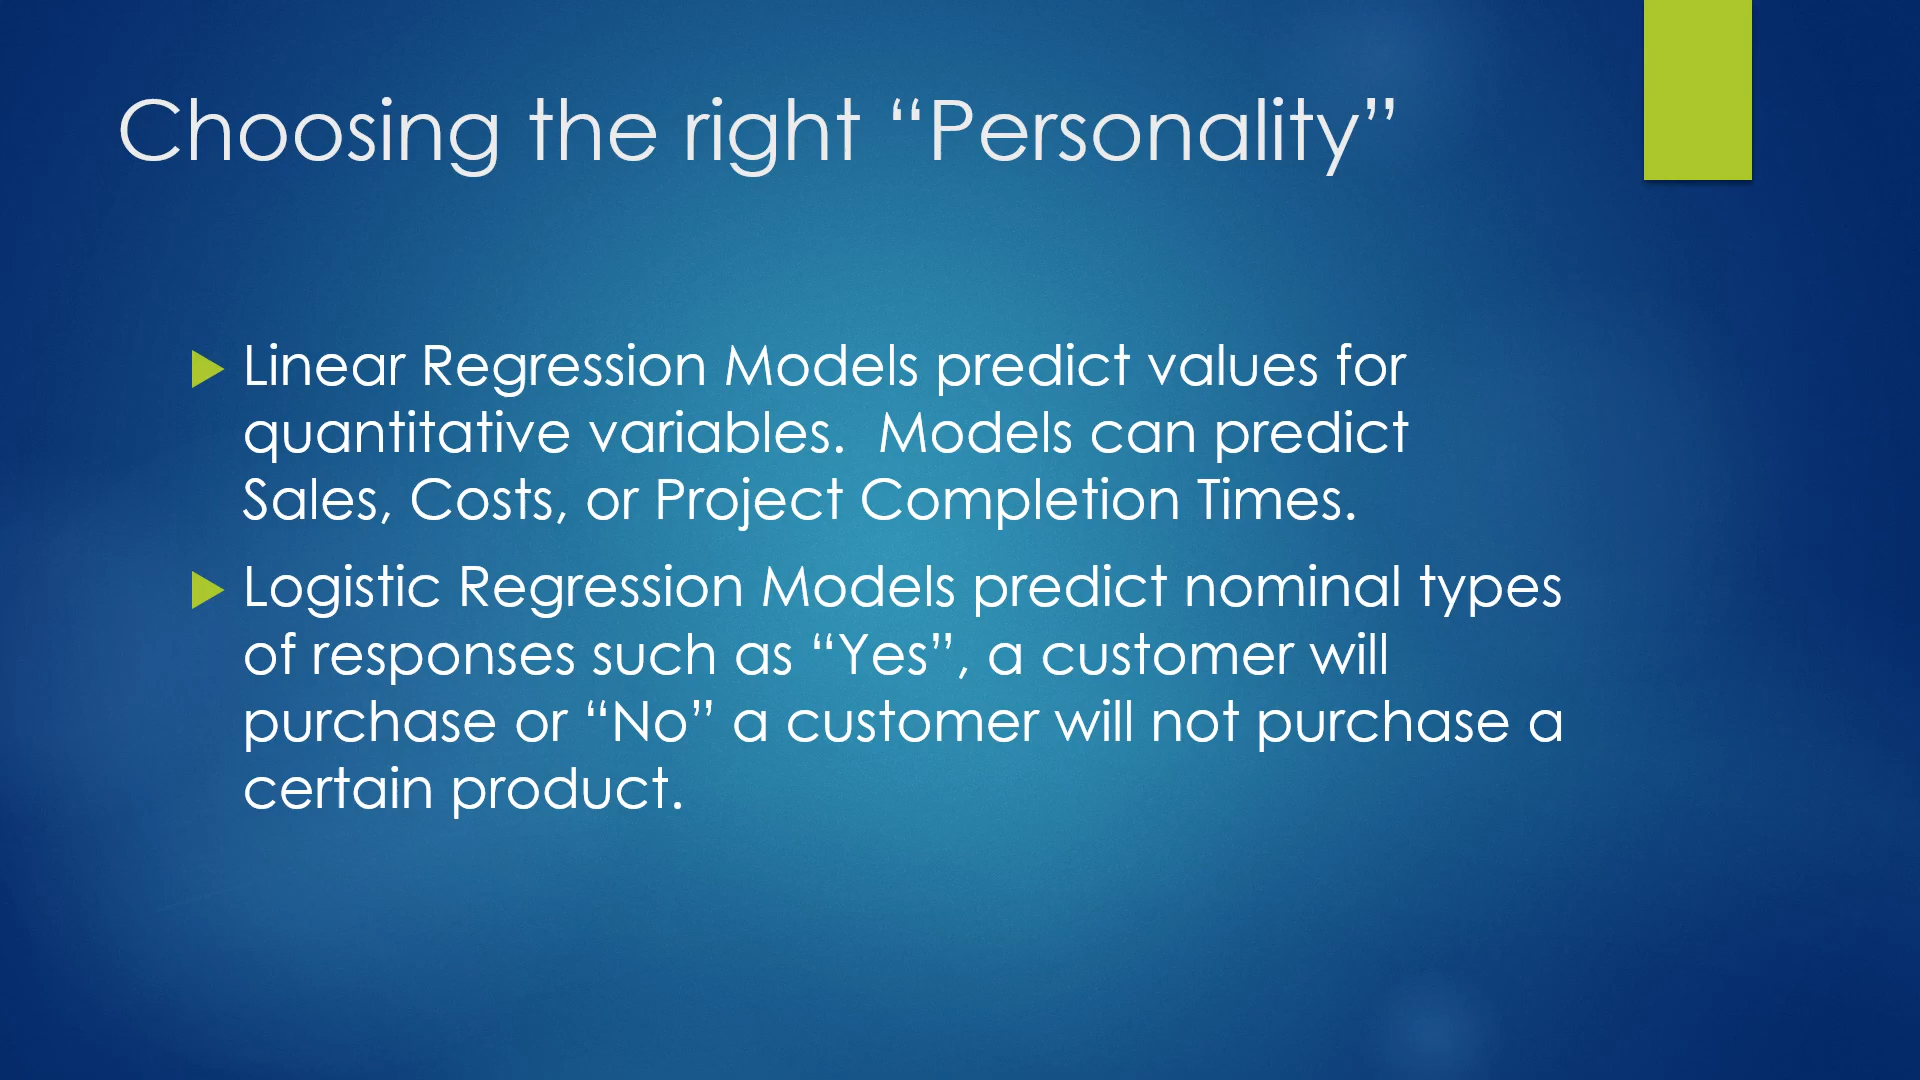 Choosing the right “Personality”
Linear Regression Models predict values for
quantitative variables.  Models can predict
Sales, Costs, or Project Completion Times.
Logistic Regression Models predict nominal types
of responses such as “Yes”, a customer will
purchase or “No” a customer will not purchase a
certain product.